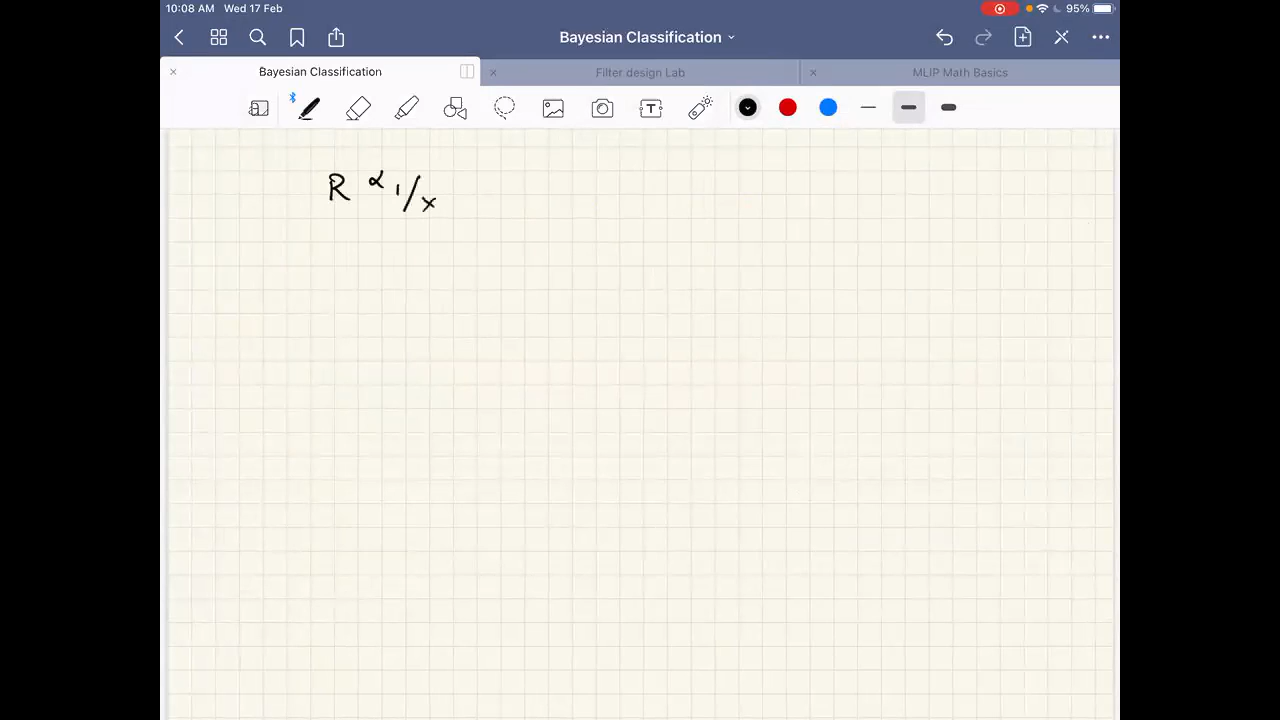 10:08 AM Wed 17 Feb 95%
Bayesian Classification
Bayesian Classification Filter design Lab MLIP Math Basics
R α 1/x